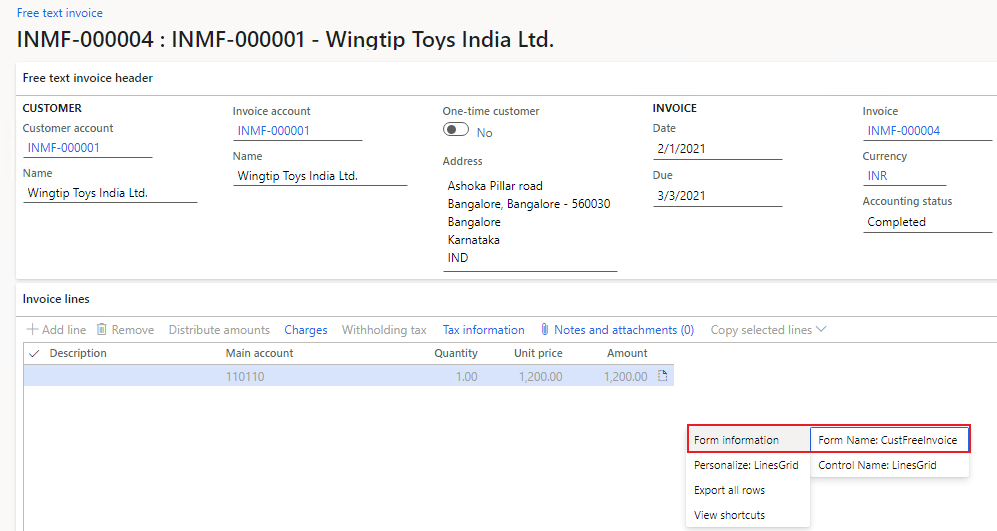 Free text invoice
INMF-000004 : INMF-000001 - Wingtip Toys India Ltd.
Free text invoice header
CUSTOMER
Customer account
INMF-000001
Name
Wingtip Toys India Ltd.
Invoice account
INMF-000001
Name
Wingtip Toys India Ltd.
One-time customer
No
Address
Ashoka Pillar road
Bangalore, Bangalore - 560030
Bangalore
Karnataka
IND
INVOICE
Date
2/1/2021
Due
3/3/2021
Invoice
INMF-000004
Currency
INR
Accounting status
Completed
Invoice lines
Add line Remove Distribute amounts Charges Withholding tax Tax information Notes and attachments (0) Copy selected lines
Description Main account Quantity Unit price Amount
110110 1.00 1,200.00 1,200.00
Form information Form Name: CustFreeInvoice
Personalize: LinesGrid Control Name: LinesGrid
Export all rows
View shortcuts